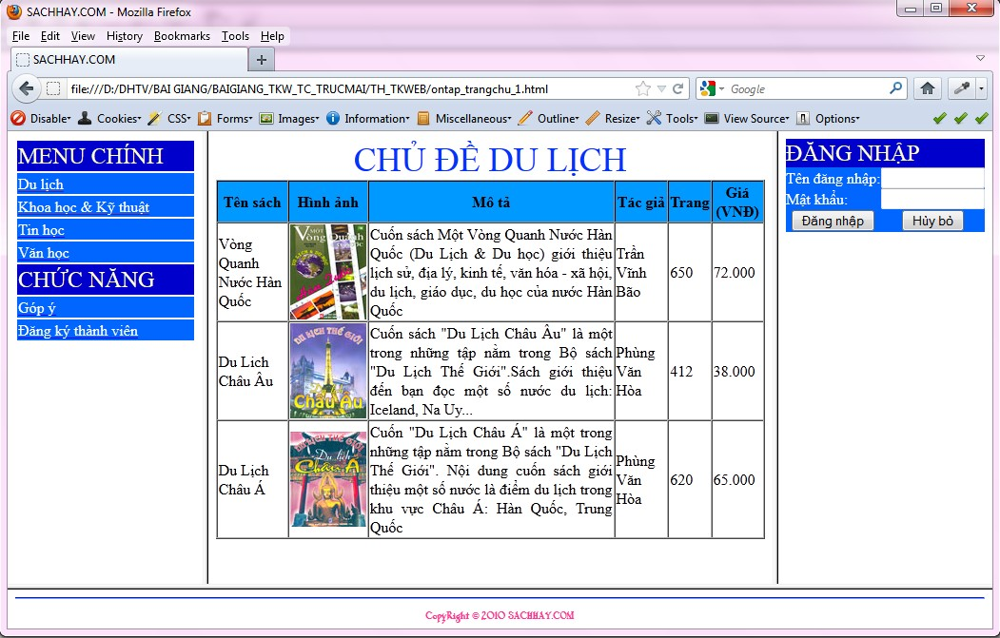 SACHHAY.COM - Mozilla Firefox
File Edit View History Bookmarks Tools Help
SACHHAY.COM
file:///D:/DHTV/BAI GIANG/BAIGIANG_TKW_TC_TRUCMAI/TH_TKWEB/ontap_trangchu_1.html
Google
Disable Cookies CSS Forms Images Information Miscellaneous Outline Resize Tools View Source Options
MENU CHÍNH
Du lịch
Khoa học & Kỹ thuật
Tin học
Văn học
CHỨC NĂNG
Góp ý
Đăng ký thành viên
CHỦ ĐỀ DU LỊCH
Tên sách Hình ảnh Mô tả Tác giả Trang Giá (VNĐ)
Vòng
Quanh
Nước Hàn
Quốc
MỘT
Vòng Quanh
Cuốn sách Một Vòng Quanh Nước Hàn
Quốc (Du Lịch & Du học) giới thiệu
lịch sử, địa lý, kinh tế, văn hóa - xã hội,
du lịch, giáo dục, du học của nước Hàn
Quốc
Trần
Vĩnh
Bão
650
72.000
Du Lich
Châu Âu
DU LỊCH THẾ GIỚI
Châu Âu
Cuốn sách "Du Lịch Châu Âu" là một
trong những tập nằm trong Bộ sách
"Du Lịch Thế Giới".Sách giới thiệu
đến bạn đọc một số nước du lịch:
Iceland, Na Uy...
Phùng
Văn
Hòa
412
38.000
Du Lịch
Châu Á
DU LỊCH THẾ GIỚI
Du lịch
Châu Á
Cuốn "Du Lịch Châu Á" là một trong
những tập nằm trong Bộ sách "Du Lịch
Thế Giới". Nội dung cuốn sách giới
thiệu một số nước là điểm du lịch trong
khu vực Châu Á: Hàn Quốc, Trung
Quốc
Phùng
Văn
Hòa
620
65.000
ĐĂNG NHẬP
Tên đăng nhập:
Mật khẩu:
Đăng nhập Hủy bỏ
CopyRight © 2010 SACHHAY.COM